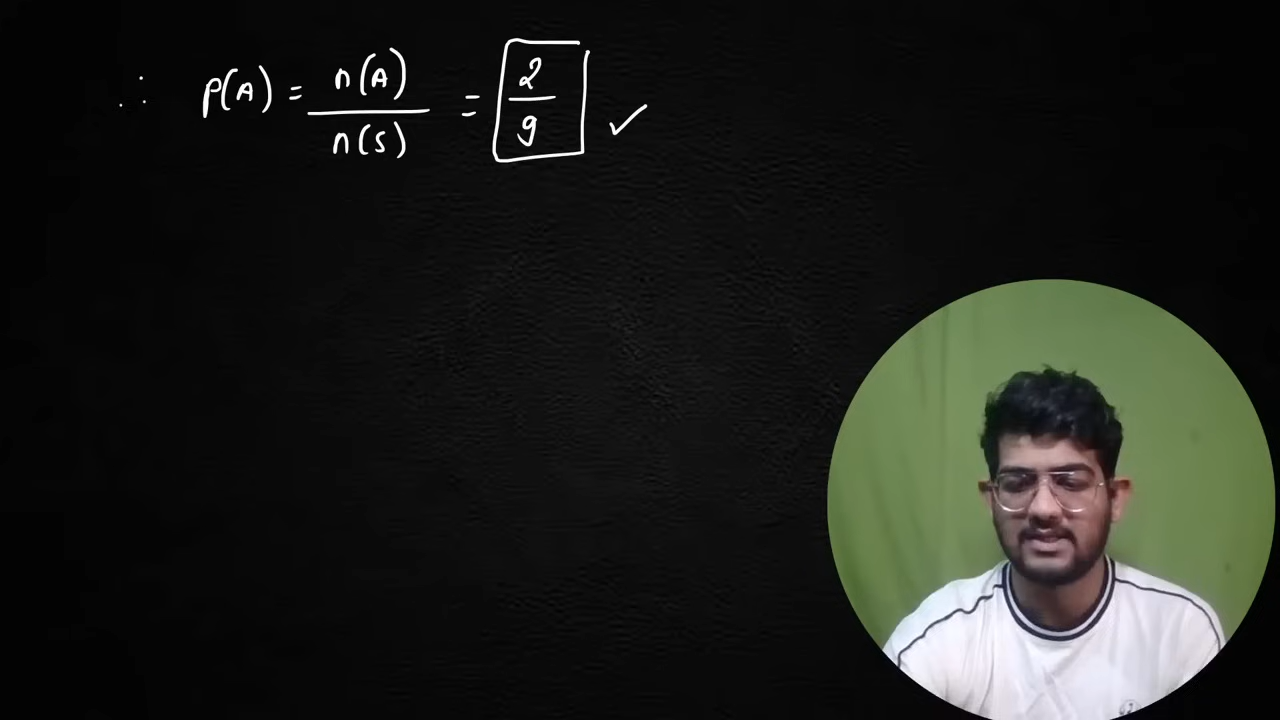 ∴ P(A) = n(A) / n(S) = 2 / 9 ✓